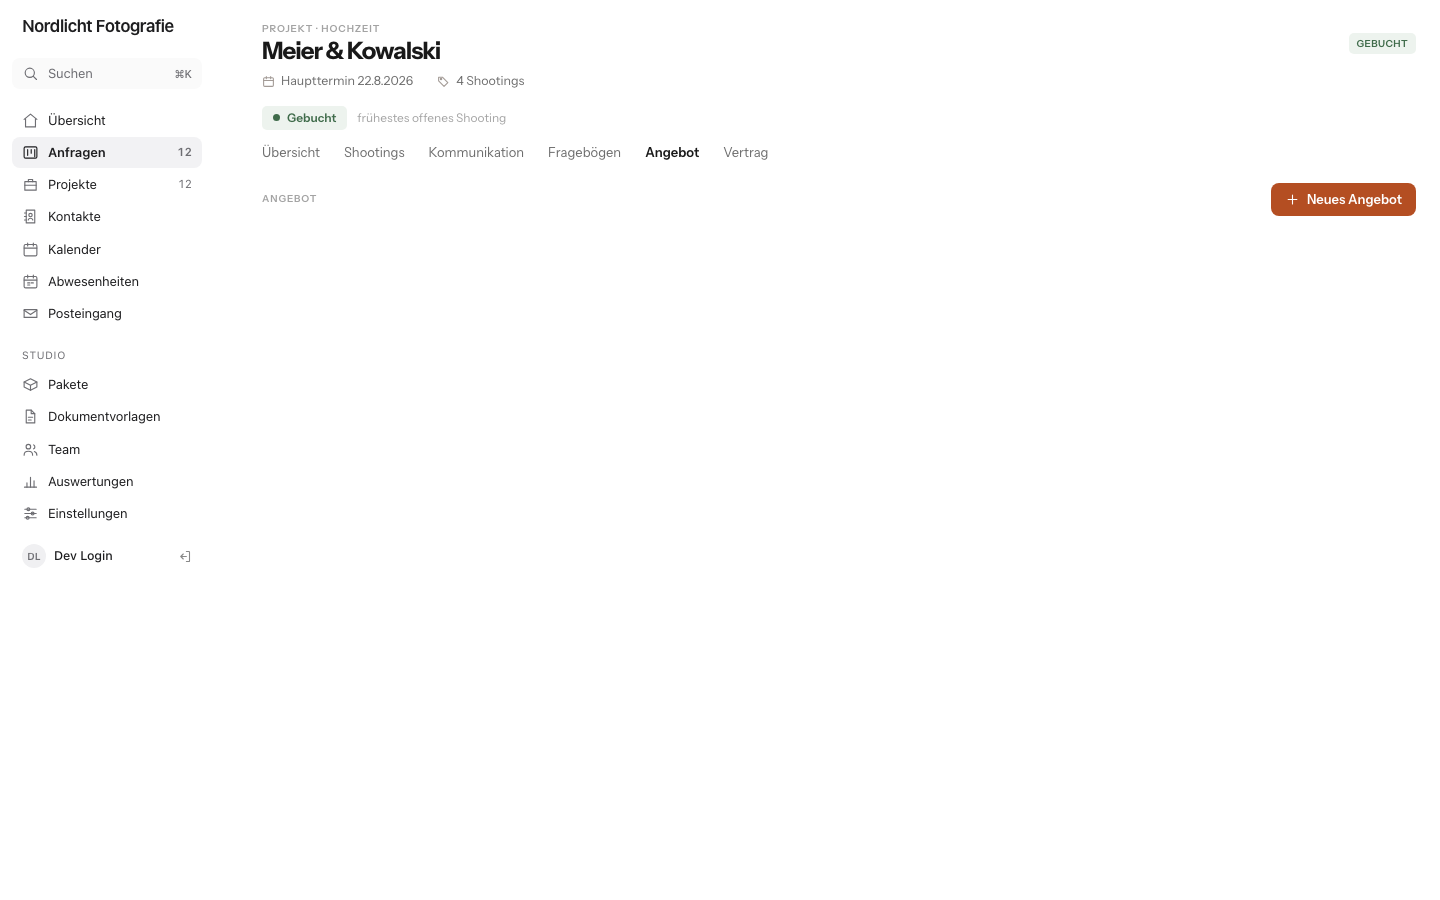 Nordlicht Fotografie
Suchen ⌘K
Übersicht
Anfragen 12
Projekte 12
Kontakte
Kalender
Abwesenheiten
Posteingang
STUDIO
Pakete
Dokumentvorlagen
Team
Auswertungen
Einstellungen
DL Dev Login
PROJEKT · HOCHZEIT
Meier & Kowalski
GEBUCHT
Haupttermin 22.8.2026 4 Shootings
Gebucht frühestes offenes Shooting
Übersicht Shootings Kommunikation Fragebögen Angebot Vertrag
ANGEBOT
Neues Angebot